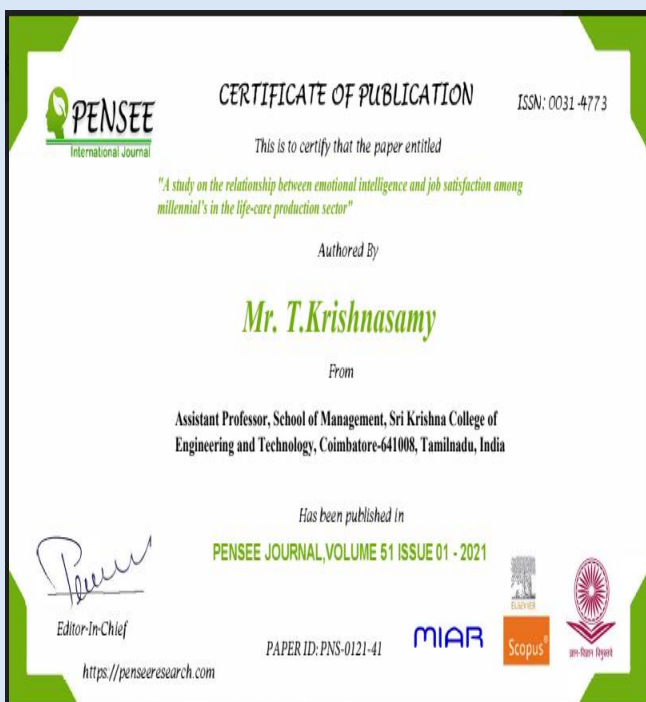 PENSEE
International Journal
CERTIFICATE OF PUBLICATION
ISSN: 0031-4773
This is to certify that the paper entitled
"A study on the relationship between emotional intelligence and job satisfaction among
millennial's in the life-care production sector"
Authored By
Mr. T.Krishnasamy
From
Assistant Professor, School of Management, Sri Krishna College of
Engineering and Technology, Coimbatore-641008, Tamilnadu, India
Has been published in
PENSEE JOURNAL,VOLUME 51 ISSUE 01 - 2021
Editor-In-Chief
https://penseeresearch.com
PAPER ID: PNS-0121-41
MIAR
ELSEVIER
Scopus®
ज्ञान-विज्ञान विमुक्तये